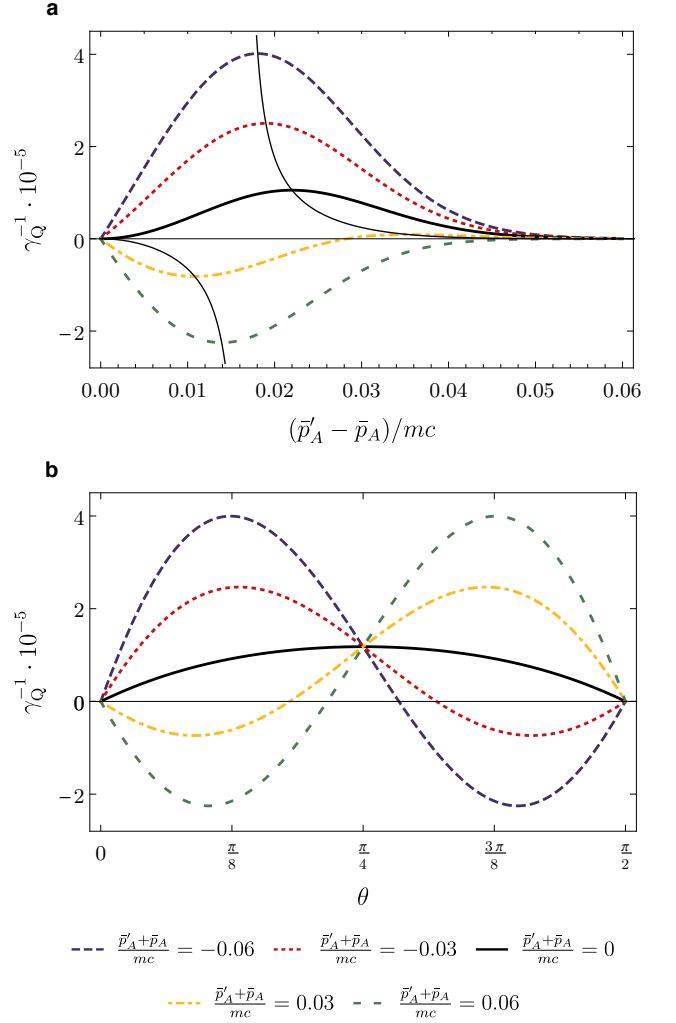 a
4
2
0
−2
γ_Q^{-1} · 10^{-5}
0.00 0.01 0.02 0.03 0.04 0.05 0.06
(p̄′_A − p̄_A)/mc
b
4
2
0
−2
γ_Q^{-1} · 10^{-5}
0 π/8 π/4 3π/8 π/2
θ
(p̄′_A+p̄_A)/mc = −0.06 (p̄′_A+p̄_A)/mc = −0.03 (p̄′_A+p̄_A)/mc = 0
(p̄′_A+p̄_A)/mc = 0.03 (p̄′_A+p̄_A)/mc = 0.06